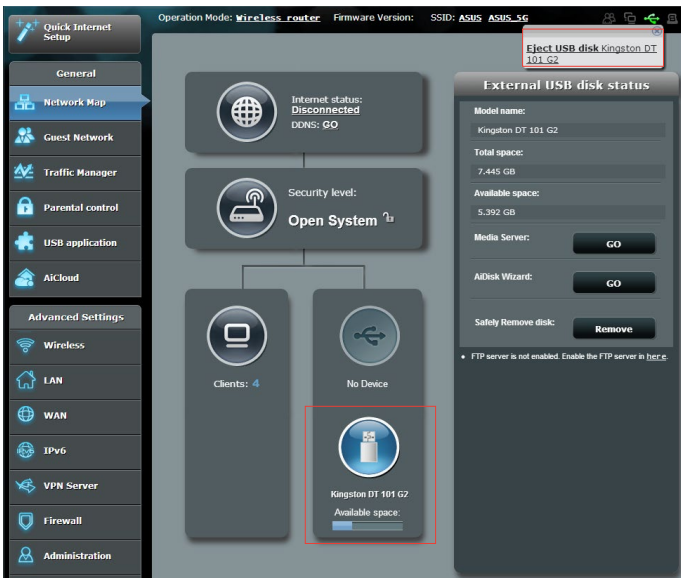 Quick Internet
Setup
Operation Mode: Wireless router Firmware Version: SSID: ASUS ASUS_5G
Eject USB disk Kingston DT
101 G2
General
Network Map
Guest Network
Traffic Manager
Parental control
USB application
AiCloud
Advanced Settings
Wireless
LAN
WAN
IPv6
IPv6
VPN Server
Firewall
Administration
Internet status:
Disconnected
DDNS: GO
Security level:
Open System
Clients: 4
No Device
Kingston DT 101 G2
Available space:
External USB disk status
Model name:
Kingston DT 101 G2
Total space:
7.445 GB
Available space:
5.392 GB
Media Server:
GO
AiDisk Wizard:
GO
Safely Remove disk:
Remove
FTP server is not enabled. Enable the FTP server in here.